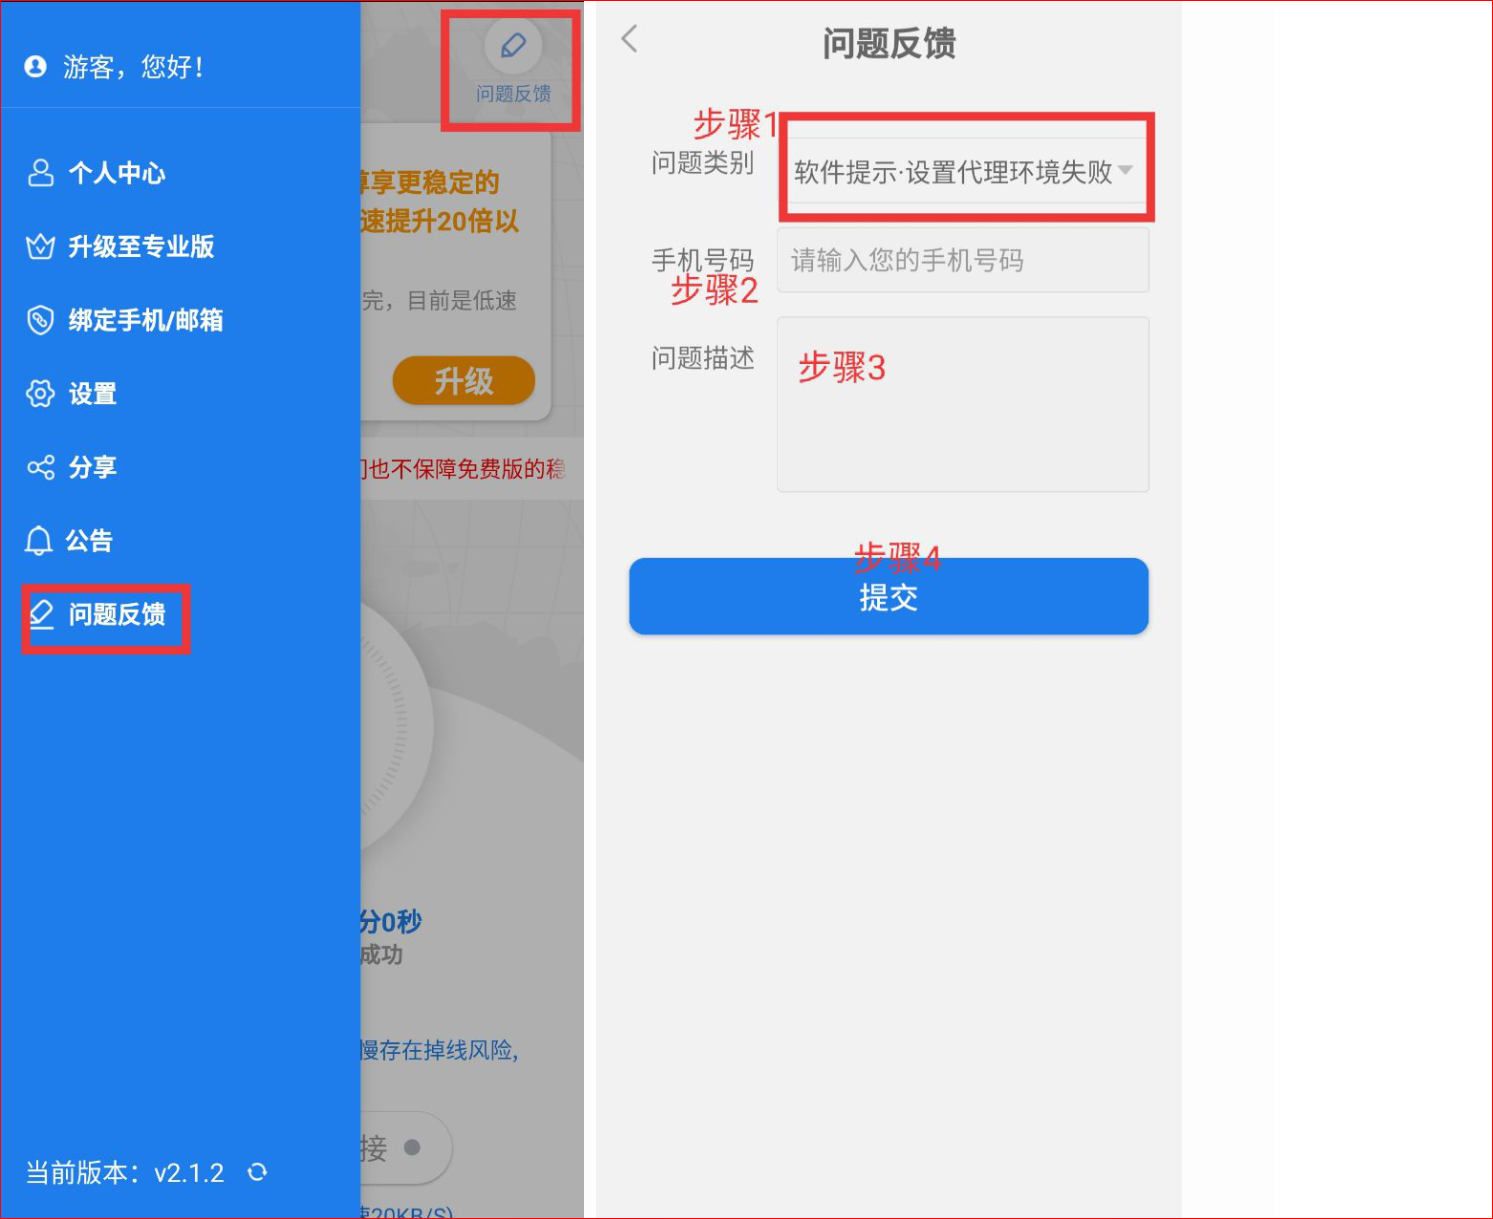 游客，您好！
个人中心
升级至专业版
绑定手机/邮箱
设置
分享
公告
问题反馈
当前版本：v2.1.2
问题反馈
享更稳定的
速提升20倍以
完，目前是低速
升级
也不保障免费版的稳
分0秒
成功
慢存在掉线风险,
接
速20KB/S)
问题反馈
步骤1
问题类别
软件提示·设置代理环境失败
手机号码
请输入您的手机号码
步骤2
问题描述
步骤3
步骤4
提交